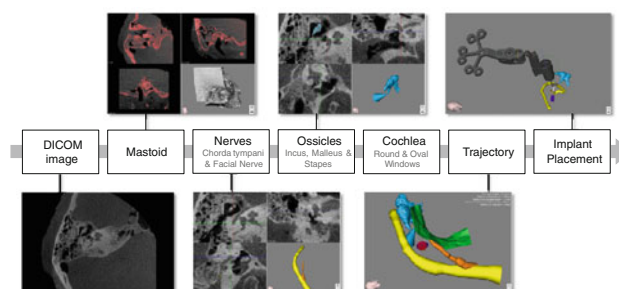 DICOM
image
Mastoid
Nerves
Chorda tympani
& Facial Nerve
Ossicles
Incus, Malleus &
Stapes
Cochlea
Round & Oval
Windows
Trajectory
Implant
Placement